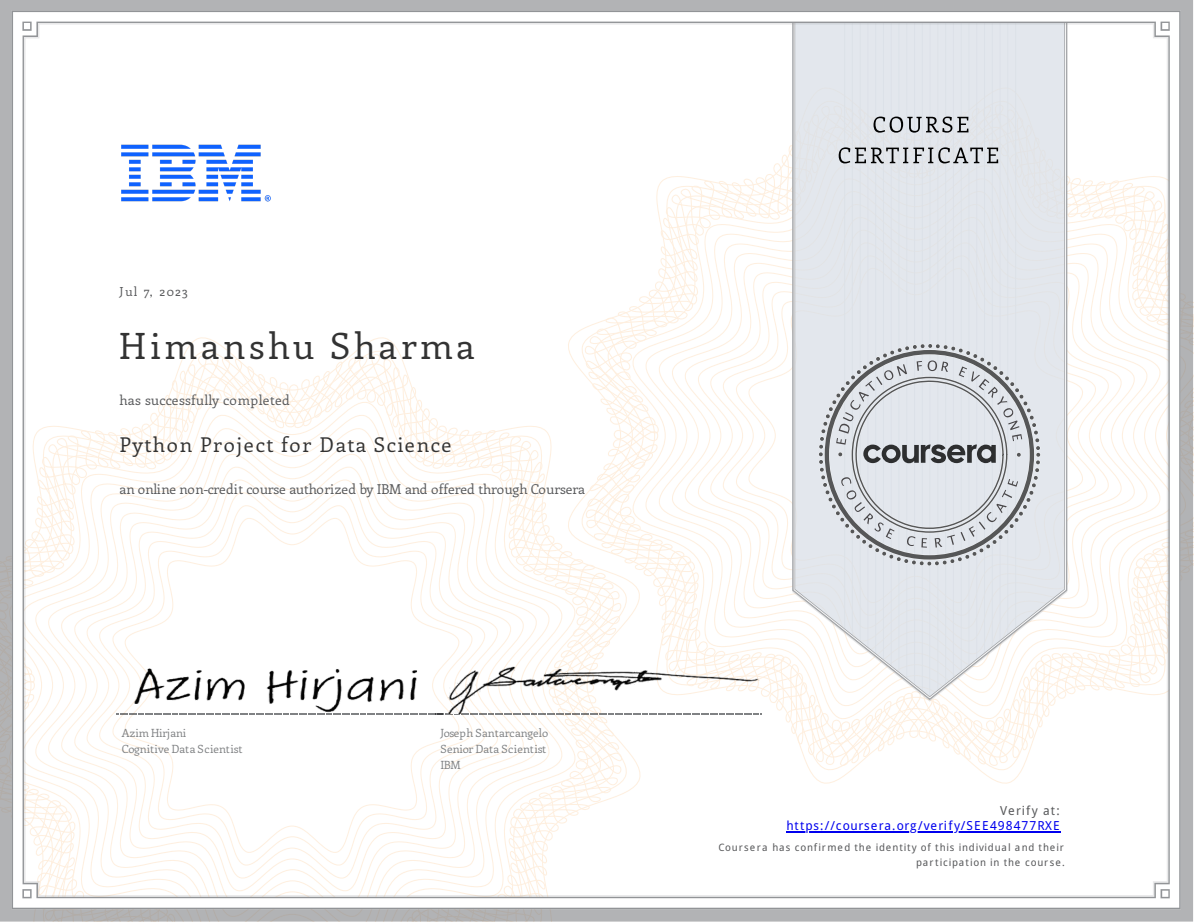 COURSE
CERTIFICATE
IBM®
Jul 7, 2023
Himanshu Sharma
has successfully completed
Python Project for Data Science
an online non-credit course authorized by IBM and offered through Coursera
EDUCATION FOR EVERYONE
coursera
COURSE CERTIFICATE
Azim Hirjani
G Santarcangelo
Azim Hirjani
Cognitive Data Scientist
Joseph Santarcangelo
Senior Data Scientist
IBM
Verify at:
https://coursera.org/verify/SEE498477RXE
Coursera has confirmed the identity of this individual and their
participation in the course.